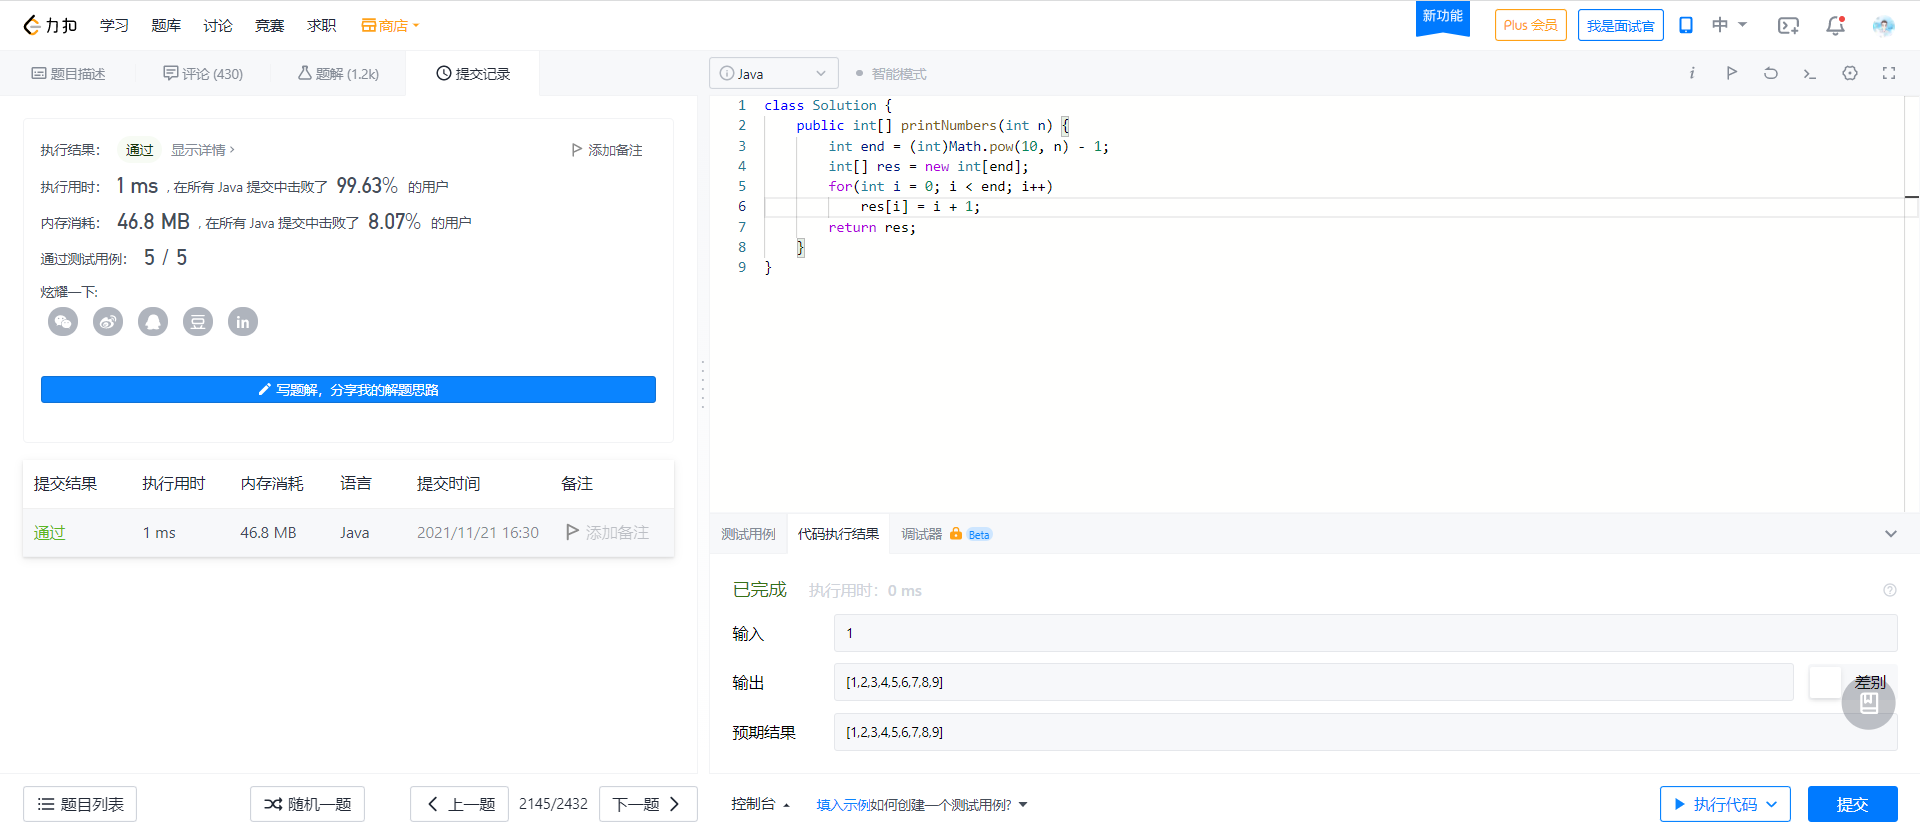 力扣 学习 题库 讨论 竞赛 求职 商店 新功能 Plus 会员 我是面试官 中
题目描述 评论 (430) 题解 (1.2k) 提交记录
执行结果： 通过 显示详情 › 添加备注
执行用时： 1 ms , 在所有 Java 提交中击败了 99.63% 的用户
内存消耗： 46.8 MB , 在所有 Java 提交中击败了 8.07% 的用户
通过测试用例： 5 / 5
炫耀一下:
豆 in
写题解，分享我的解题思路
提交结果 执行用时 内存消耗 语言 提交时间 备注
通过 1 ms 46.8 MB Java 2021/11/21 16:30 添加备注
题目列表 随机一题 上一题 2145/2432 下一题
Java 智能模式
1 class Solution {
2 public int[] printNumbers(int n) {
3 int end = (int)Math.pow(10, n) - 1;
4 int[] res = new int[end];
5 for(int i = 0; i < end; i++)
6 res[i] = i + 1;
7 return res;
8 }
9 }
测试用例 代码执行结果 调试器 Beta
已完成 执行用时：0 ms
输入 1
输出 [1,2,3,4,5,6,7,8,9] 差别
预期结果 [1,2,3,4,5,6,7,8,9]
控制台 填入示例 如何创建一个测试用例? 执行代码 提交